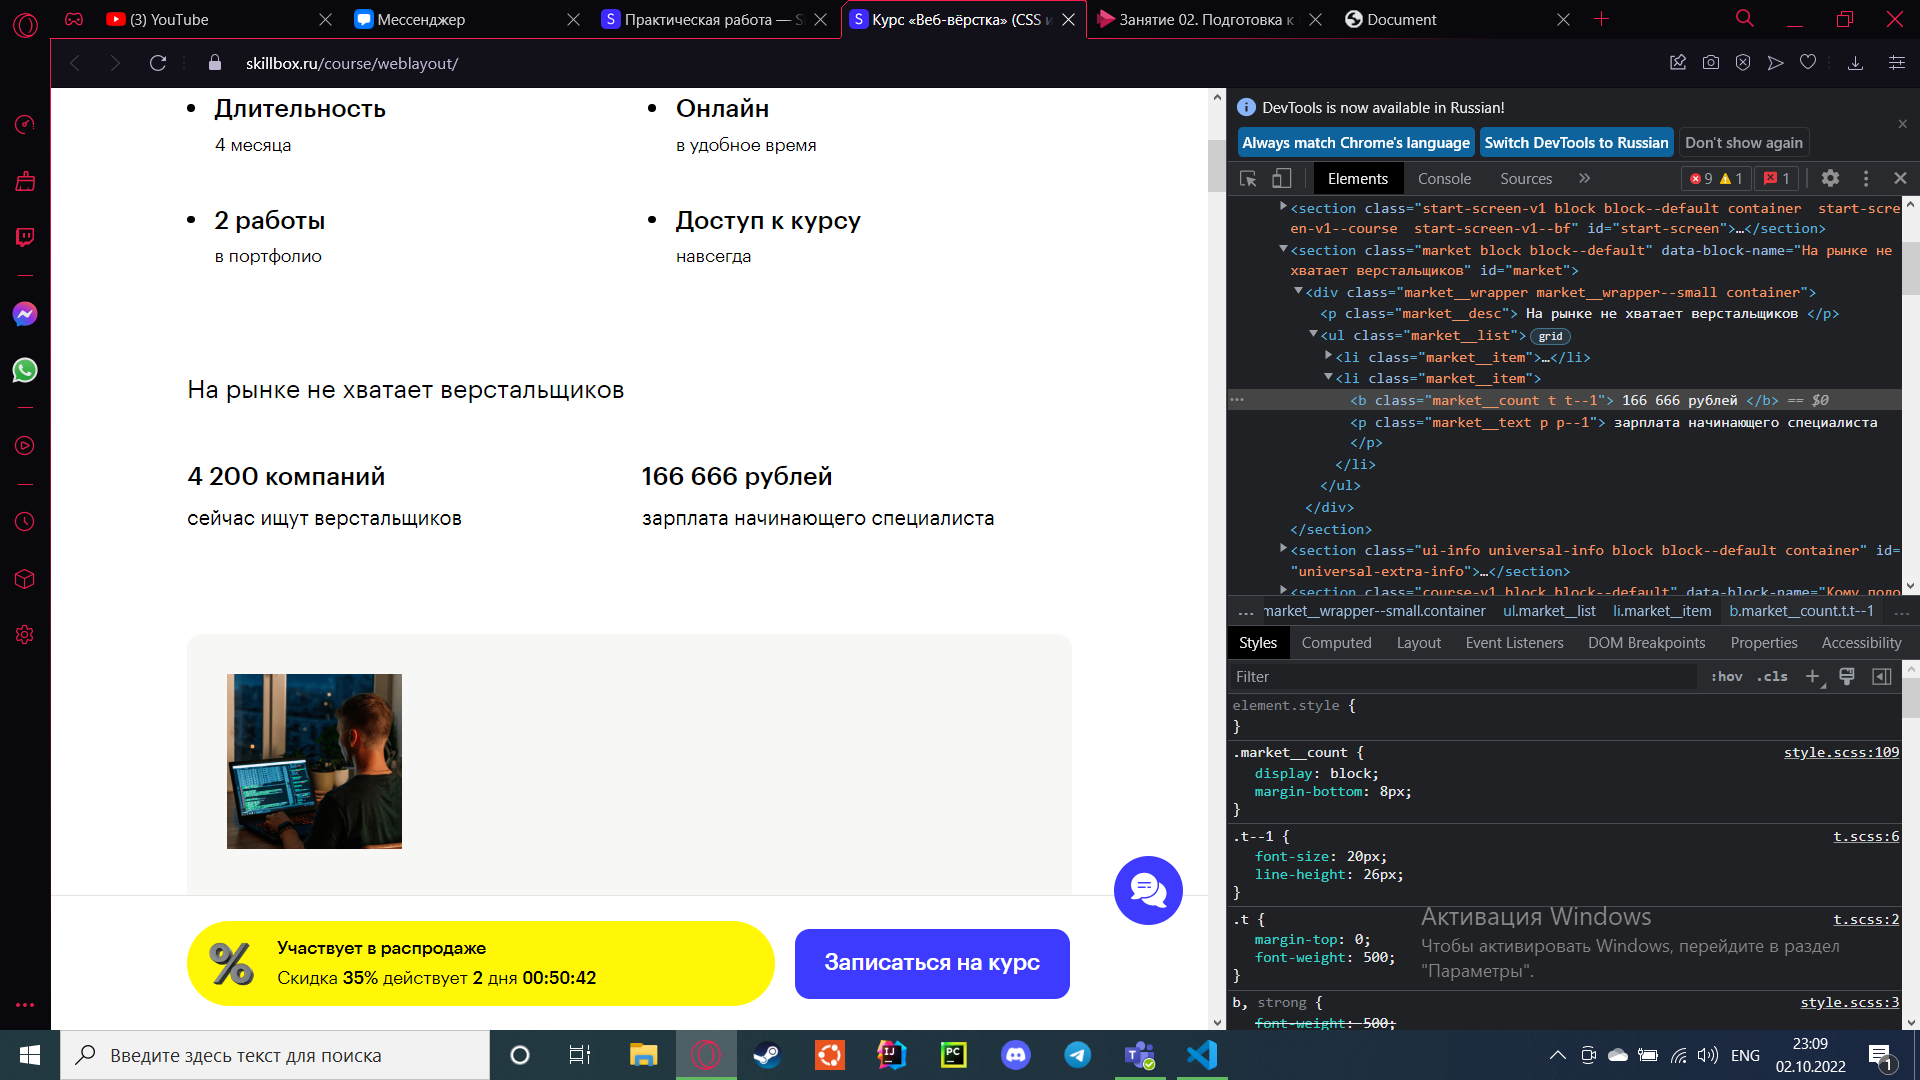 (3) YouTube
Мессенджер
Практическая работа — S
Курс «Веб-вёрстка» (CSS и
Занятие 02. Подготовка к
Document
skillbox.ru/course/weblayout/
Длительность
4 месяца
Онлайн
в удобное время
2 работы
в портфолио
Доступ к курсу
навсегда
На рынке не хватает верстальщиков
4 200 компаний
сейчас ищут верстальщиков
166 666 рублей
зарплата начинающего специалиста
Участвует в распродаже
Скидка 35% действует 2 дня 00:50:42
Записаться на курс
DevTools is now available in Russian!
Always match Chrome's language
Switch DevTools to Russian
Don't show again
Elements
Console
Sources
9
1
1
<section class="start-screen-v1 block block--default container  start-scre
en-v1--course  start-screen-v1--bf" id="start-screen">…</section>
<section class="market block block--default" data-block-name="На рынке не
хватает верстальщиков" id="market">
<div class="market__wrapper market__wrapper--small container">
<p class="market__desc"> На рынке не хватает верстальщиков </p>
<ul class="market__list"> grid
<li class="market__item">…</li>
<li class="market__item">
<b class="market__count t t--1"> 166 666 рублей </b> == $0
<p class="market__text p p--1"> зарплата начинающего специалиста
</p>
</li>
</ul>
</div>
</section>
<section class="ui-info universal-info block block--default container" id=
"universal-extra-info">…</section>
<section class="course-v1 block block--default" data-block-name="Кому подо
... market__wrapper--small.container ul.market__list li.market__item b.market__count.t.t--1 ...
Styles
Computed
Layout
Event Listeners
DOM Breakpoints
Properties
Accessibility
Filter
:hov .cls
element.style {
}
.market__count {
style.scss:109
display: block;
margin-bottom: 8px;
}
.t--1 {
t.scss:6
font-size: 20px;
line-height: 26px;
}
.t {
t.scss:2
margin-top: 0;
font-weight: 500;
}
b, strong {
style.scss:3
font-weight: 500;
Активация Windows
Чтобы активировать Windows, перейдите в раздел
"Параметры".
Введите здесь текст для поиска
ENG
23:09
02.10.2022
1